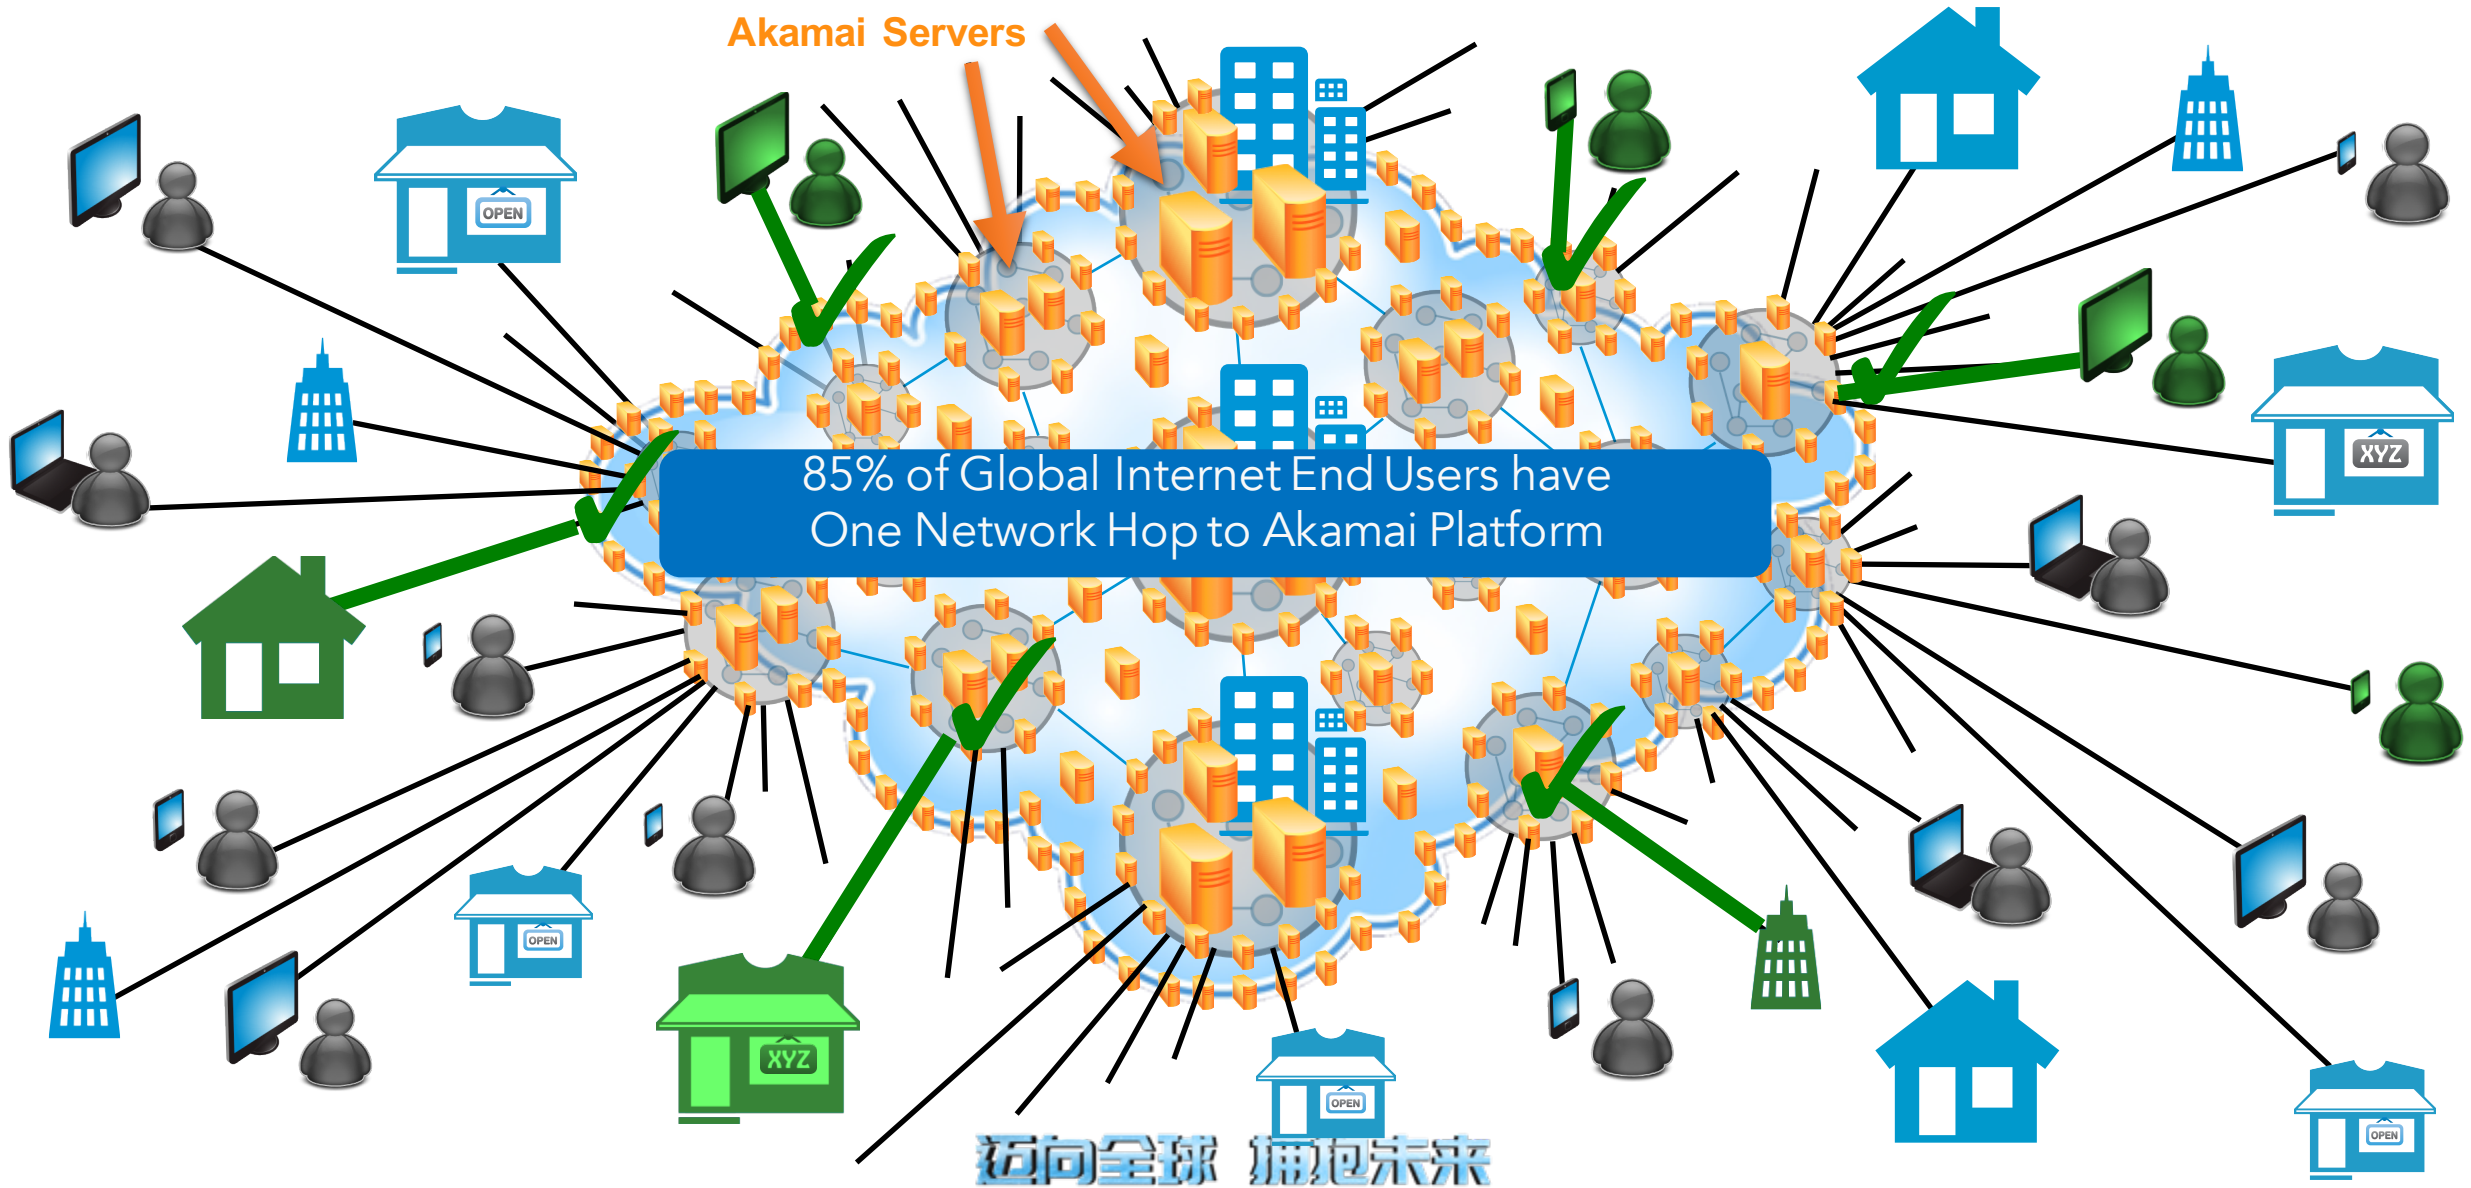 Akamai Servers
OPEN
XYZ
85% of Global Internet End Users have
One Network Hop to Akamai Platform
OPEN
XYZ
OPEN
OPEN
迈向全球 拥抱未来